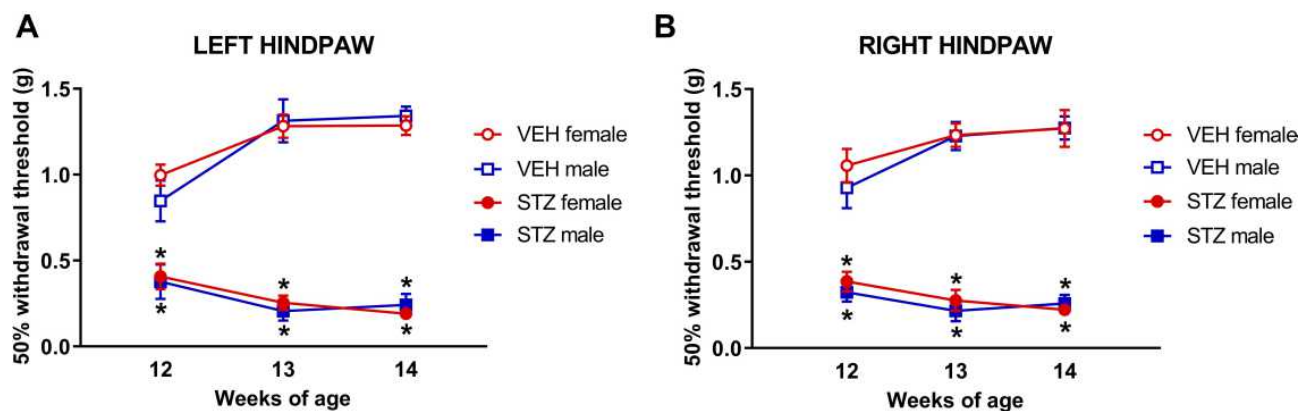 A
LEFT HINDPAW
50% withdrawal threshold (g)
1.5
1.0
0.5
0.0
*
*
*
*
*
*
12
13
14
Weeks of age
VEH female
VEH male
STZ female
STZ male
B
RIGHT HINDPAW
50% withdrawal threshold (g)
1.5
1.0
0.5
0.0
*
*
*
*
*
*
12
13
14
Weeks of age
VEH female
VEH male
STZ female
STZ male